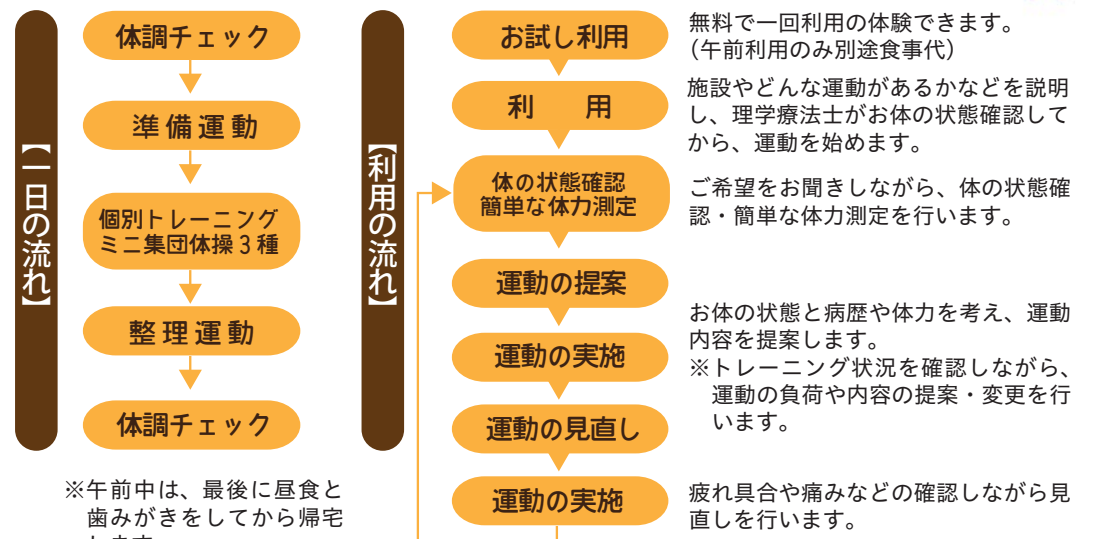 【一日の流れ】
体調チェック
準備運動
個別トレーニング
ミニ集団体操3種
整理運動
体調チェック
※午前中は、最後に昼食と
歯みがきをしてから帰宅
【利用の流れ】
お試し利用
無料で一回利用の体験できます。
(午前利用のみ別途食事代)
利 用
施設やどんな運動があるかなどを説明
し、理学療法士がお体の状態確認して
から、運動を始めます。
体の状態確認
簡単な体力測定
ご希望をお聞きしながら、体の状態確
認・簡単な体力測定を行います。
運動の提案
運動の実施
お体の状態と病歴や体力を考え、運動
内容を提案します。
※トレーニング状況を確認しながら、
運動の負荷や内容の提案・変更を行
います。
運動の見直し
運動の実施
疲れ具合や痛みなどの確認しながら見
直しを行います。